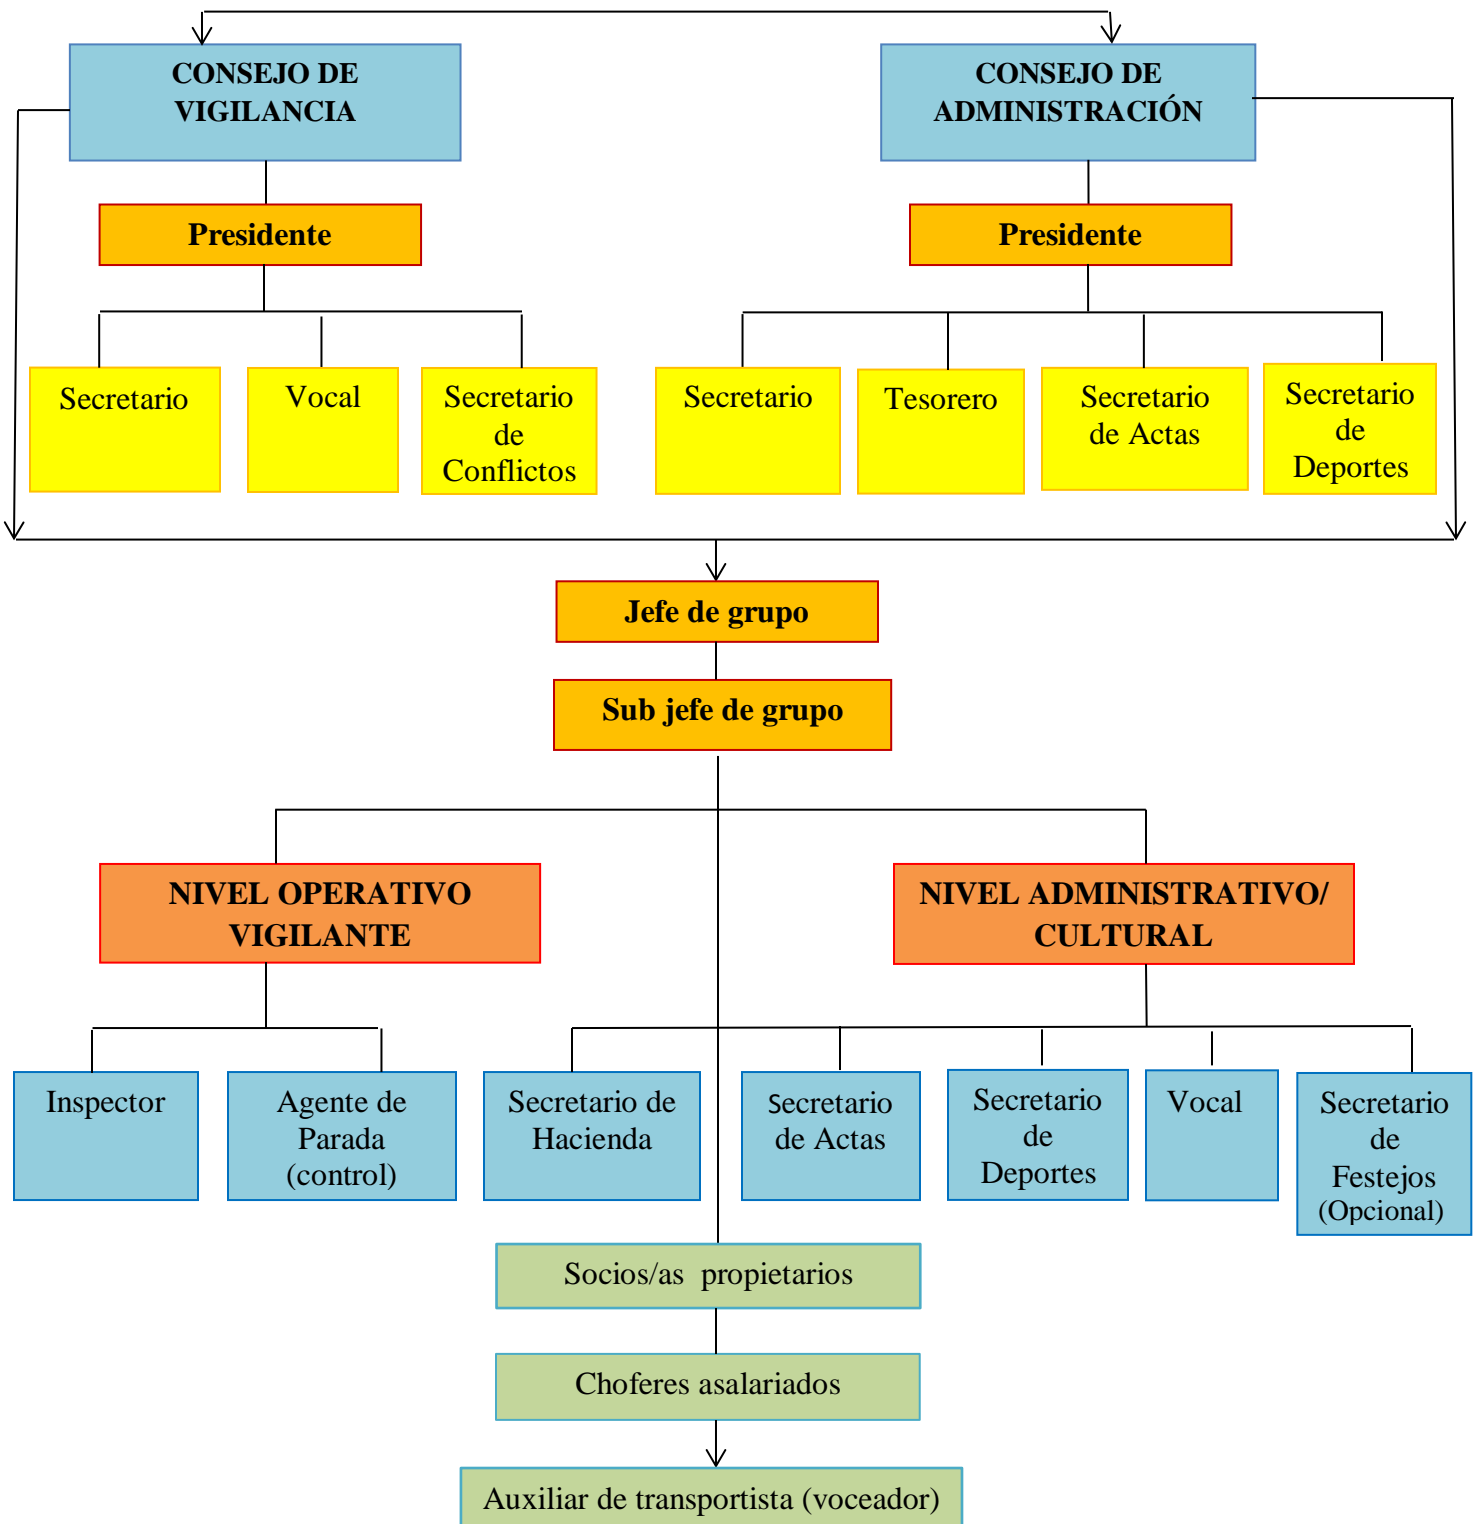 CONSEJO DE
VIGILANCIA
CONSEJO DE
ADMINISTRACIÓN
Presidente
Presidente
Secretario
Vocal
Secretario
de
Conflictos
Secretario
Tesorero
Secretario
de Actas
Secretario
de
Deportes
Jefe de grupo
Sub jefe de grupo
NIVEL OPERATIVO
VIGILANTE
NIVEL ADMINISTRATIVO/
CULTURAL
Inspector
Agente de
Parada
(control)
Secretario de
Hacienda
Secretario
de Actas
Secretario
de
Deportes
Vocal
Secretario
de
Festejos
(Opcional)
Socios/as propietarios
Choferes asalariados
Auxiliar de transportista (voceador)